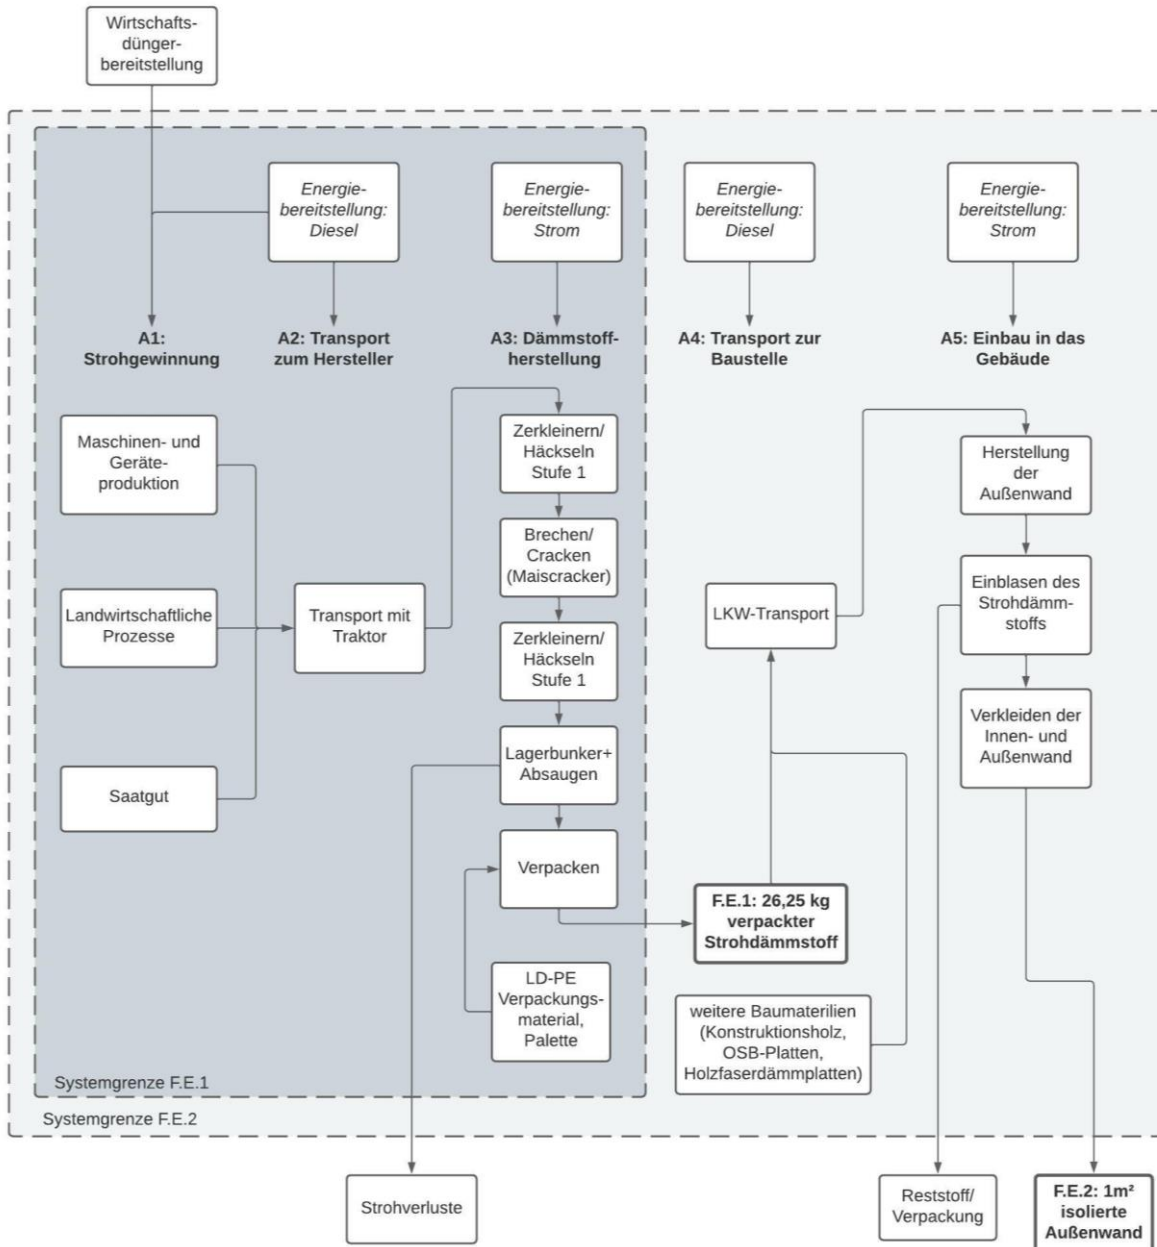 Wirtschafts-
dünger-
bereitstellung
Energie-
bereitstellung:
Diesel
Energie-
bereitstellung:
Strom
Energie-
bereitstellung:
Diesel
Energie-
bereitstellung:
Strom
A1:
Strohgewinnung
A2: Transport
zum Hersteller
A3: Dämmstoff-
herstellung
A4: Transport zur
Baustelle
A5: Einbau in das
Gebäude
Maschinen- und
Geräte-
produktion
Landwirtschaftliche
Prozesse
Saatgut
Transport mit
Traktor
Zerkleinern/
Häckseln
Stufe 1
Brechen/
Cracken
(Maiscracker)
Zerkleinern/
Häckseln
Stufe 1
Lagerbunker+
Absaugen
Verpacken
LD-PE
Verpackungs-
material,
Palette
LKW-Transport
F.E.1: 26,25 kg
verpackter
Strohdämmstoff
weitere Baumaterilien
(Konstruktionsholz,
OSB-Platten,
Holzfaserdämmplatten)
Herstellung
der
Außenwand
Einblasen des
Strohdämm-
stoffs
Verkleiden der
Innen- und
Außenwand
Systemgrenze F.E.1
Systemgrenze F.E.2
Strohverluste
Reststoff/
Verpackung
F.E.2: 1m²
isolierte
Außenwand